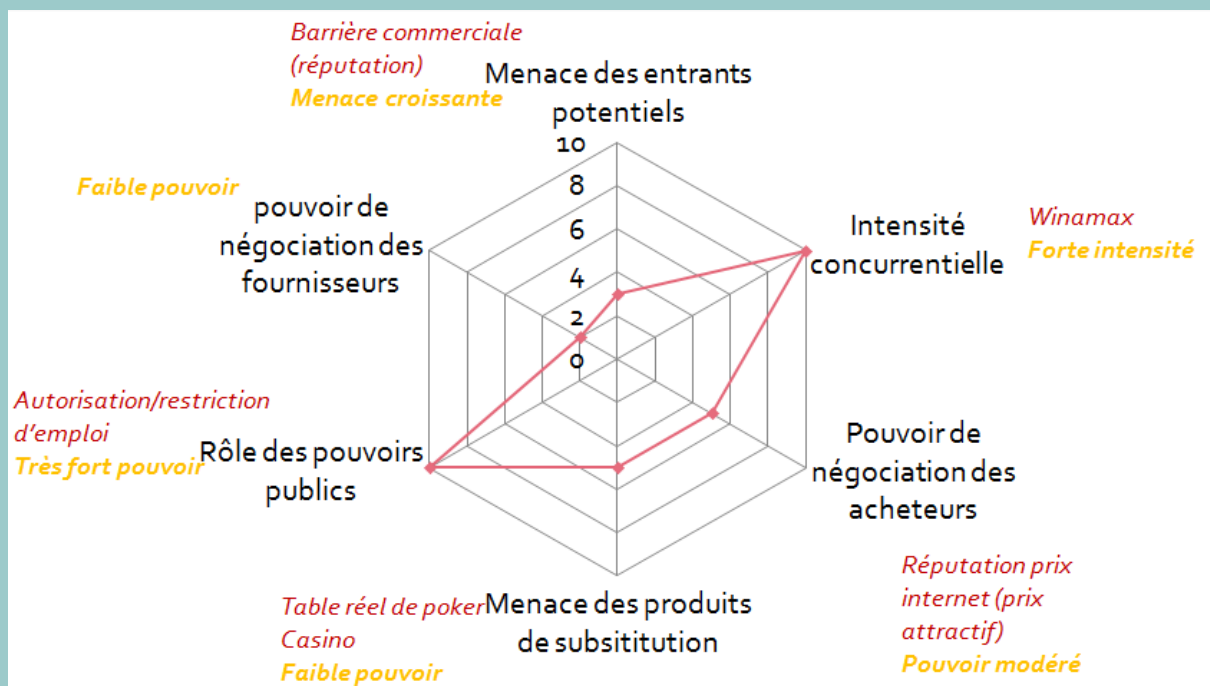 Barrière commerciale
(réputation)
Menace croissante
Menace des entrants
potentiels
10
8
6
4
2
0
Faible pouvoir
pouvoir de
négociation des
fournisseurs
Intensité
concurrentielle
Winamax
Forte intensité
Autorisation/restriction
d'emploi
Très fort pouvoir
Rôle des pouvoirs
publics
Pouvoir de
négociation des
acheteurs
Réputation prix
internet (prix
attractif)
Pouvoir modéré
Table réel de poker
Casino
Faible pouvoir
Menace des produits
de subsititution